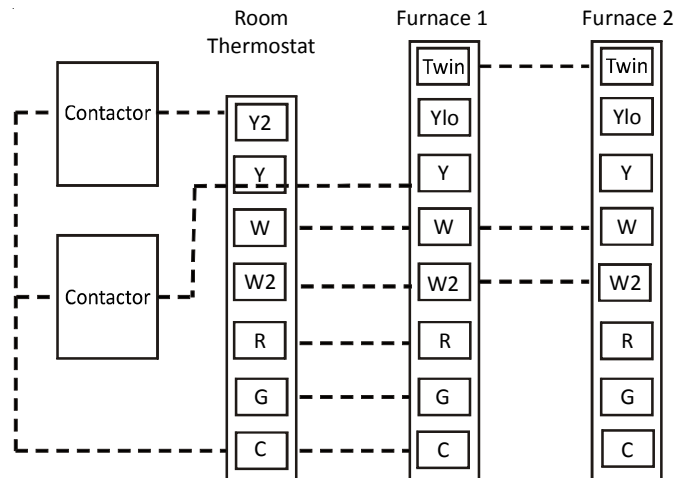 Room
Thermostat
Furnace 1
Furnace 2
Contactor
Contactor
Y2
Y
W
W2
R
G
C
Twin
Ylo
Y
W
W2
R
G
C
Twin
Ylo
Y
W
W2
R
G
C